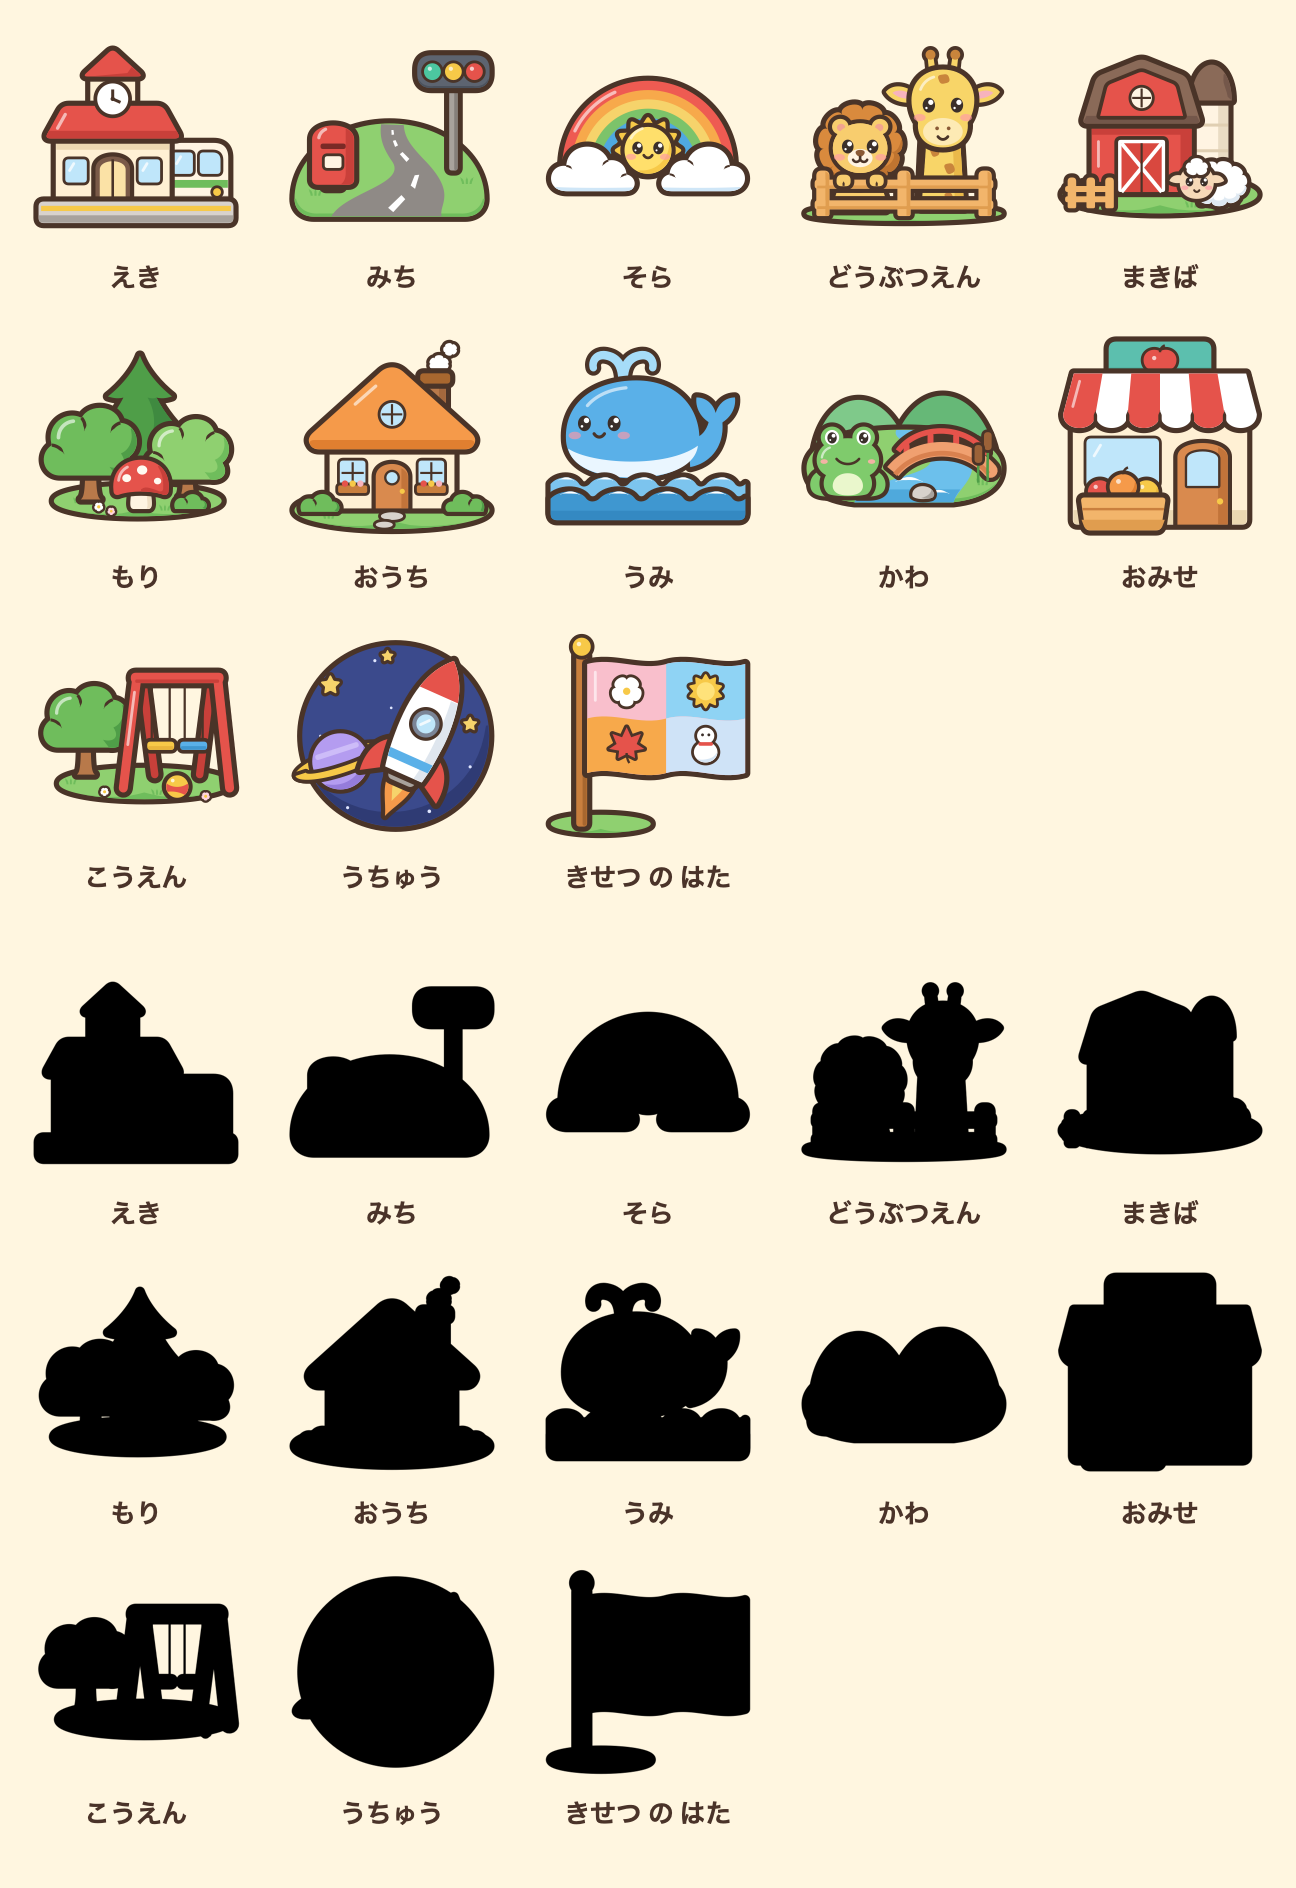 えき
みち
そら
どうぶつえん
まきば
もり
おうち
うみ
かわ
おみせ
こうえん
うちゅう
きせつ の はた
えき
みち
そら
どうぶつえん
まきば
もり
おうち
うみ
かわ
おみせ
こうえん
うちゅう
きせつ の はた